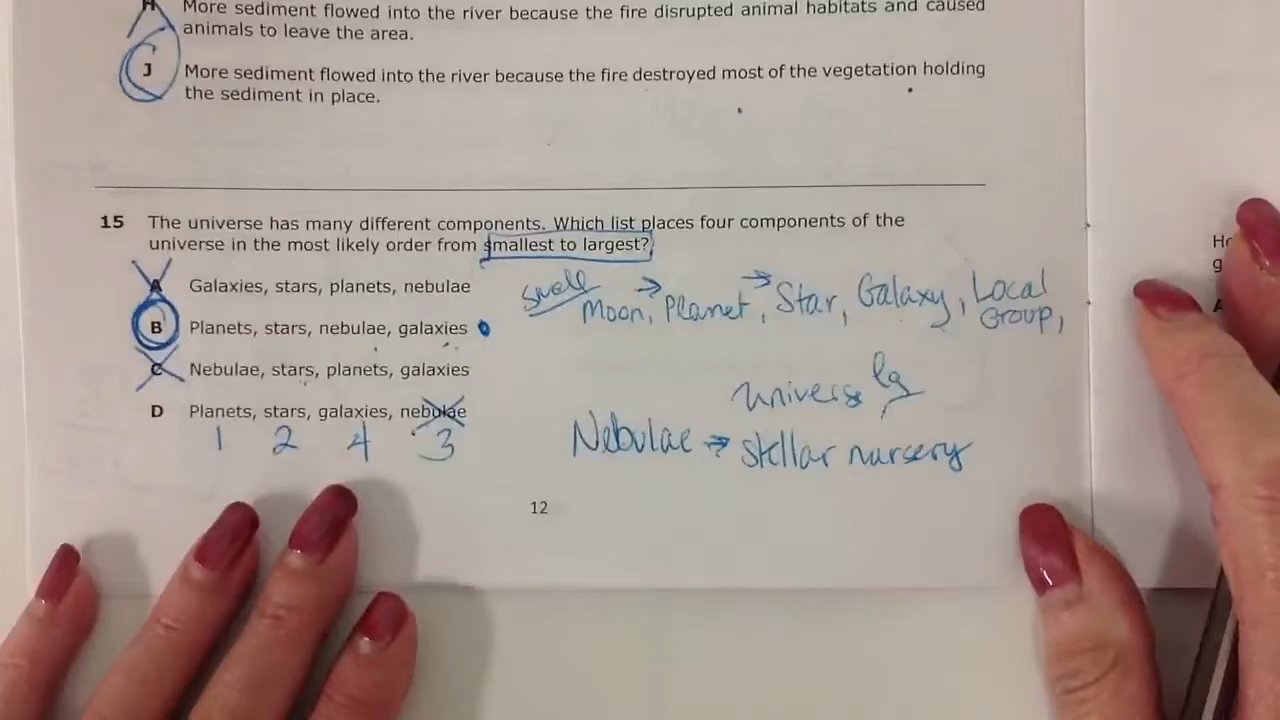 H More sediment flowed into the river because the fire disrupted animal habitats and caused
animals to leave the area.
J More sediment flowed into the river because the fire destroyed most of the vegetation holding
the sediment in place.
15 The universe has many different components. Which list places four components of the
universe in the most likely order from smallest to largest?
A Galaxies, stars, planets, nebulae
B Planets, stars, nebulae, galaxies
C Nebulae, stars, planets, galaxies
D Planets, stars, galaxies, nebulae
1 2 4 3
small
Moon, → Planet, → Star, Galaxy, Local
Group,
universe lg
Nebulae → stellar nursery
12
g
A